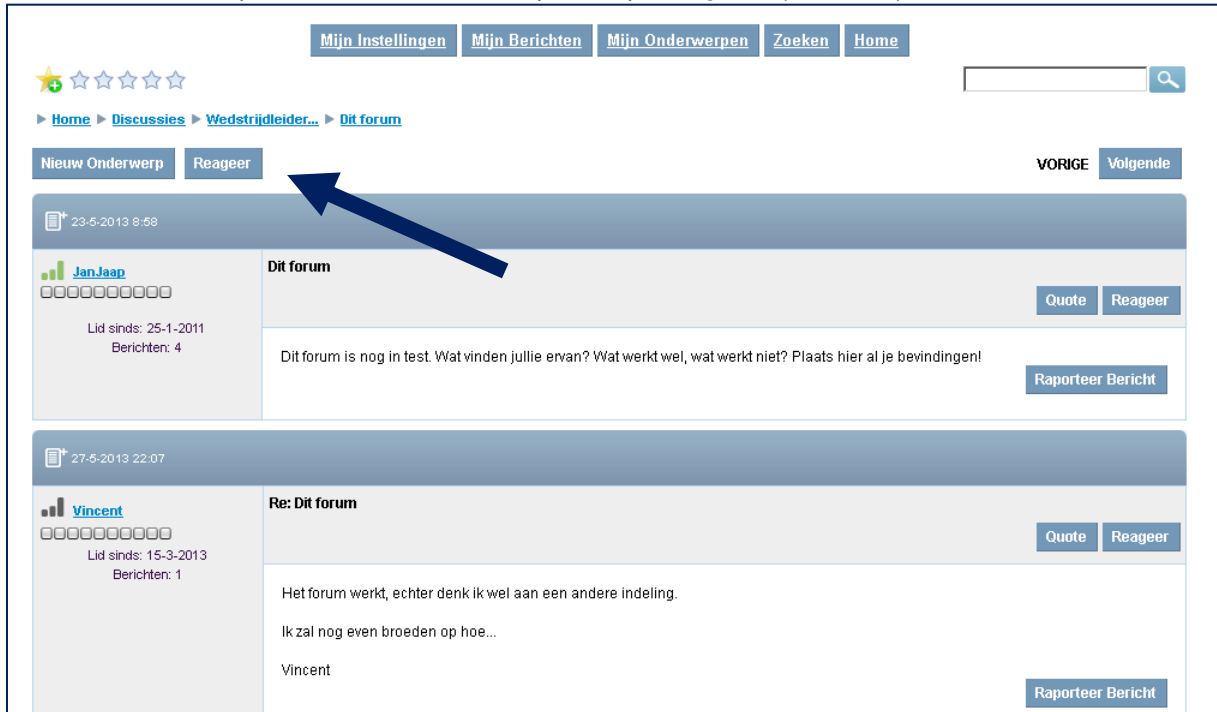 Mijn Instellingen Mijn Berichten Mijn Onderwerpen Zoeken Home
Home Discussies Wedstrijdleider... Dit forum
Nieuw Onderwerp Reageer VORIGE Volgende
23-5-2013 8:58
JanJaap Dit forum
Quote Reageer
Lid sinds: 25-1-2011
Berichten: 4
Dit forum is nog in test. Wat vinden jullie ervan? Wat werkt wel, wat werkt niet? Plaats hier al je bevindingen!
Raporteer Bericht
27-5-2013 22:07
Vincent Re: Dit forum
Quote Reageer
Lid sinds: 15-3-2013
Berichten: 1
Het forum werkt, echter denk ik wel aan een andere indeling.
Ik zal nog even broeden op hoe...
Vincent
Raporteer Bericht